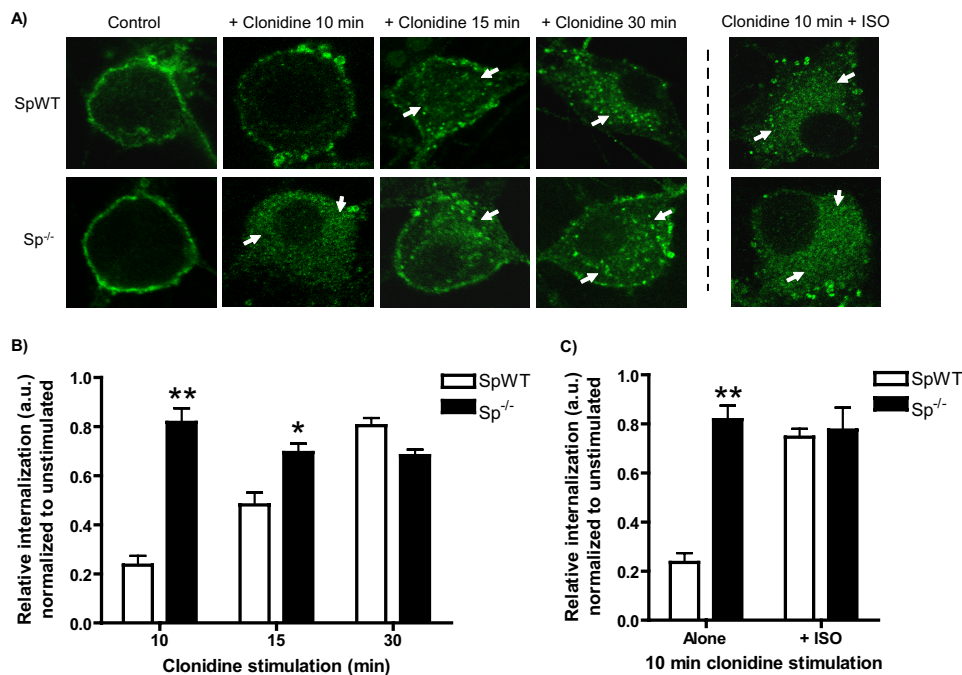 A)
Control
+ Clonidine 10 min
+ Clonidine 15 min
+ Clonidine 30 min
Clonidine 10 min + ISO
SpWT
Sp-/-
B)
Relative internalization (a.u.)
normalized to unstimulated
1.0
0.8
0.6
0.4
0.2
0.0
**
*
SpWT
Sp-/-
10
15
30
Clonidine stimulation (min)
C)
Relative internalization (a.u.)
normalized to unstimulated
1.0
0.8
0.6
0.4
0.2
0.0
**
SpWT
Sp-/-
Alone
+ ISO
10 min clonidine stimulation